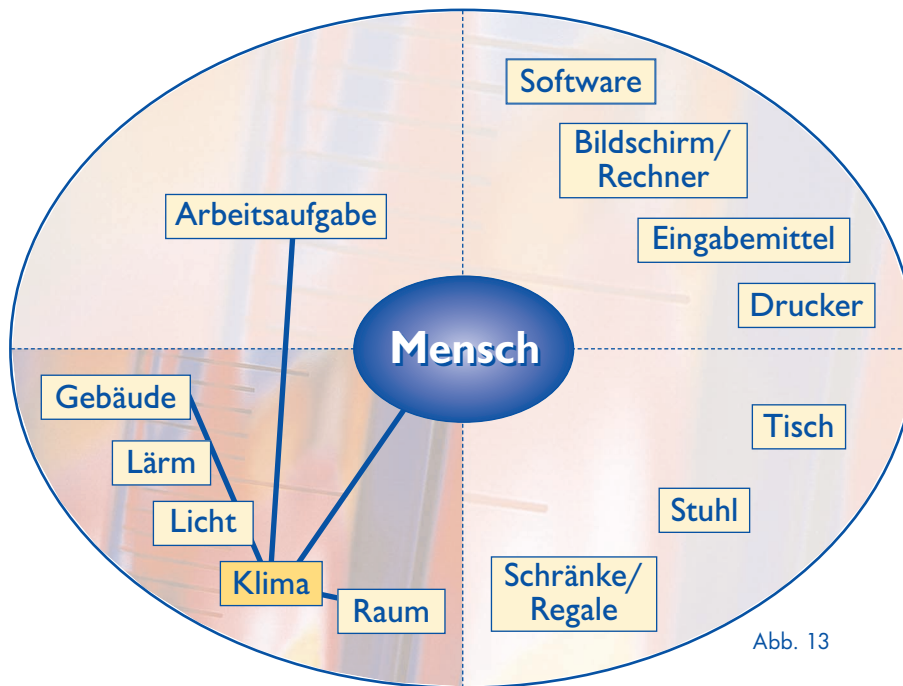 Software
Bildschirm/
Rechner
Arbeitsaufgabe
Eingabemittel
Drucker
Mensch
Gebäude
Tisch
Lärm
Stuhl
Licht
Klima
Schränke/
Regale
Raum
Abb. 13